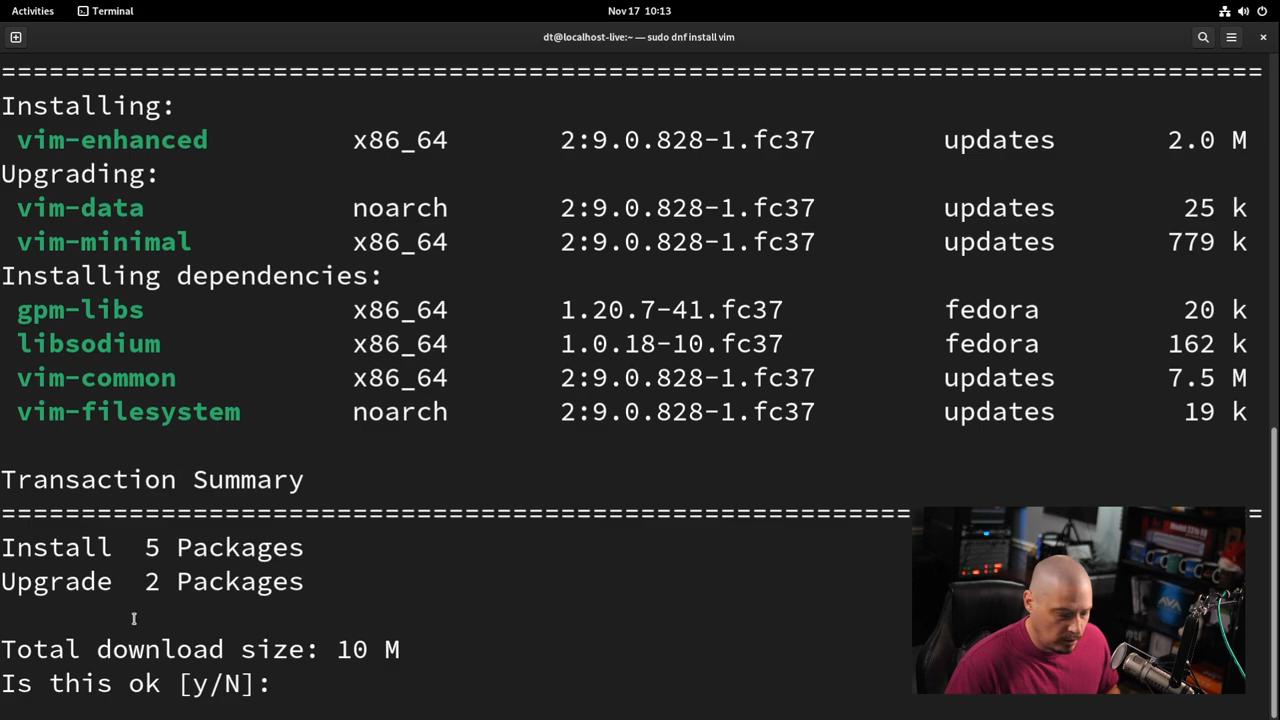 Activities Terminal Nov 17 10:13
dt@localhost-live:~ — sudo dnf install vim
================================================================================
Installing:
vim-enhanced x86_64 2:9.0.828-1.fc37 updates 2.0 M
Upgrading:
vim-data noarch 2:9.0.828-1.fc37 updates 25 k
vim-minimal x86_64 2:9.0.828-1.fc37 updates 779 k
Installing dependencies:
gpm-libs x86_64 1.20.7-41.fc37 fedora 20 k
libsodium x86_64 1.0.18-10.fc37 fedora 162 k
vim-common x86_64 2:9.0.828-1.fc37 updates 7.5 M
vim-filesystem noarch 2:9.0.828-1.fc37 updates 19 k
Transaction Summary
================================================================================
Install 5 Packages
Upgrade 2 Packages
Total download size: 10 M
Is this ok [y/N]:
AVA